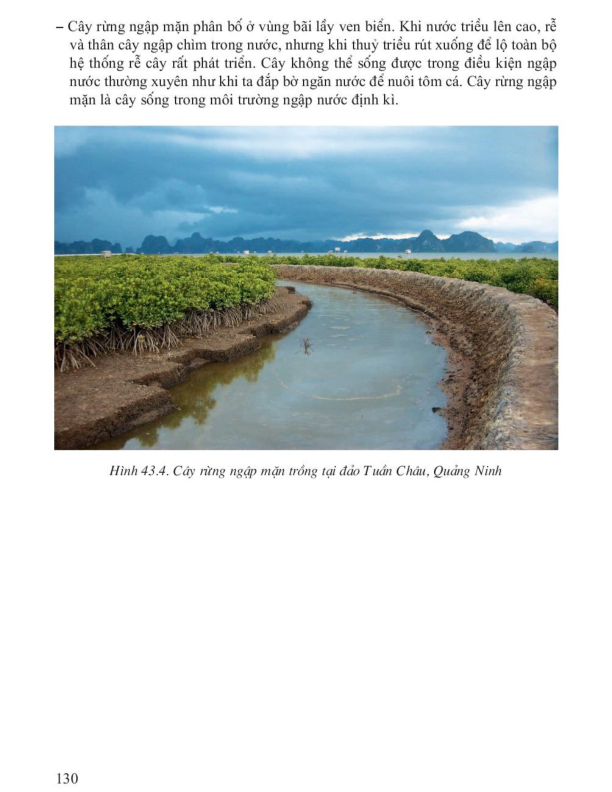 – Cây rừng ngập mặn phân bố ở vùng bãi lầy ven biển. Khi nước triều lên cao, rễ
và thân cây ngập chìm trong nước, nhưng khi thuỷ triều rút xuống để lộ toàn bộ
hệ thống rễ cây rất phát triển. Cây không thể sống được trong điều kiện ngập
nước thường xuyên như khi ta đắp bờ ngăn nước để nuôi tôm cá. Cây rừng ngập
mặn là cây sống trong môi trường ngập nước định kì.
Hình 43.4. Cây rừng ngập mặn trồng tại đảo Tuần Châu, Quảng Ninh
130